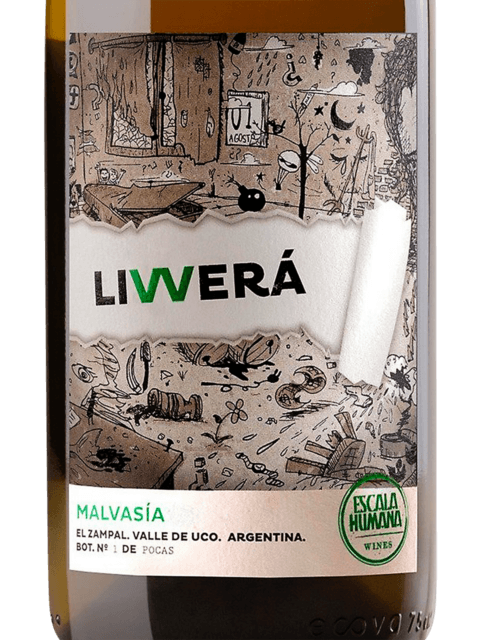 01
AGOSTO
LIVVERÁ
MALVASÍA
EL ZAMPAL. VALLE DE UCO. ARGENTINA.
BOT. Nº 1 DE POCAS
ESCALA
HUMANA
WINES